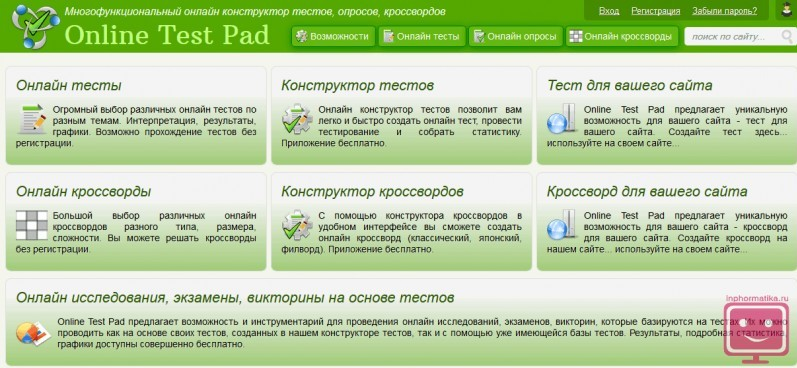 Многофункциональный онлайн конструктор тестов, опросов, кроссвордов
Вход Регистрация Забыли пароль?
Online Test Pad
Возможности Онлайн тесты Онлайн опросы Онлайн кроссворды поиск по сайту...
Онлайн тесты
Огромный выбор различных онлайн тестов по
разным темам. Интерпретация, результаты,
графики. Возможно прохождение тестов без
регистрации.
Конструктор тестов
Онлайн конструктор тестов позволит вам
легко и быстро создать онлайн тест, провести
тестирование и собрать статистику.
Приложение бесплатно.
Тест для вашего сайта
Online Test Pad предлагает уникальную
возможность для вашего сайта - тест для
вашего сайта. Создайте тест здесь...
используйте на своем сайте...
Онлайн кроссворды
Большой выбор различных онлайн
кроссвордов разного типа, размера,
сложности. Вы можете решать кроссворды
без регистрации.
Конструктор кроссвордов
С помощью конструктора кроссвордов в
удобном интерфейсе вы сможете создать
онлайн кроссворд (классический, японский,
филворд). Приложение бесплатно.
Кроссворд для вашего сайта
Online Test Pad предлагает уникальную
возможность для вашего сайта - кроссворд
для вашего сайта. Создайте кроссворд на
нашем сайте... используйте на своем сайте...
Онлайн исследования, экзамены, викторины на основе тестов
inphormatika.ru
Online Test Pad предлагает возможность и инструментарий для проведения онлайн исследований, экзаменов, викторин, которые базируются на тестах. Их можно
проводить как на основе своих тестов, созданных в нашем конструкторе тестов, так и с помощью уже имеющейся базы тестов. Результаты, подробная статистика,
графики доступны совершенно бесплатно.